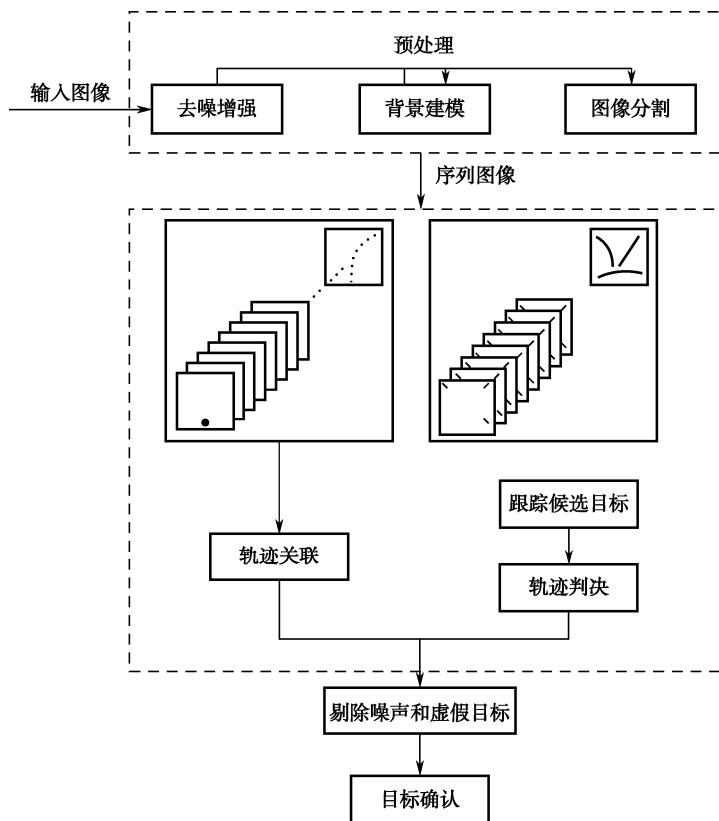 预处理
输入图像
去噪增强
背景建模
图像分割
序列图像
跟踪候选目标
轨迹关联
轨迹判决
剔除噪声和虚假目标
目标确认